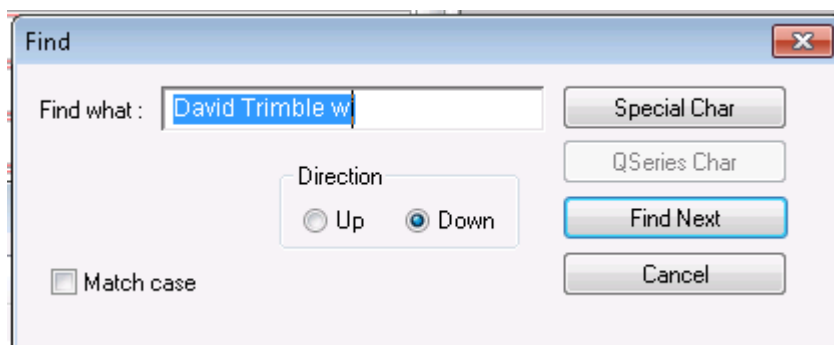 Find
Find what : David Trimble wi Special Char
QSeries Char
Direction
Up Down Find Next
Match case Cancel